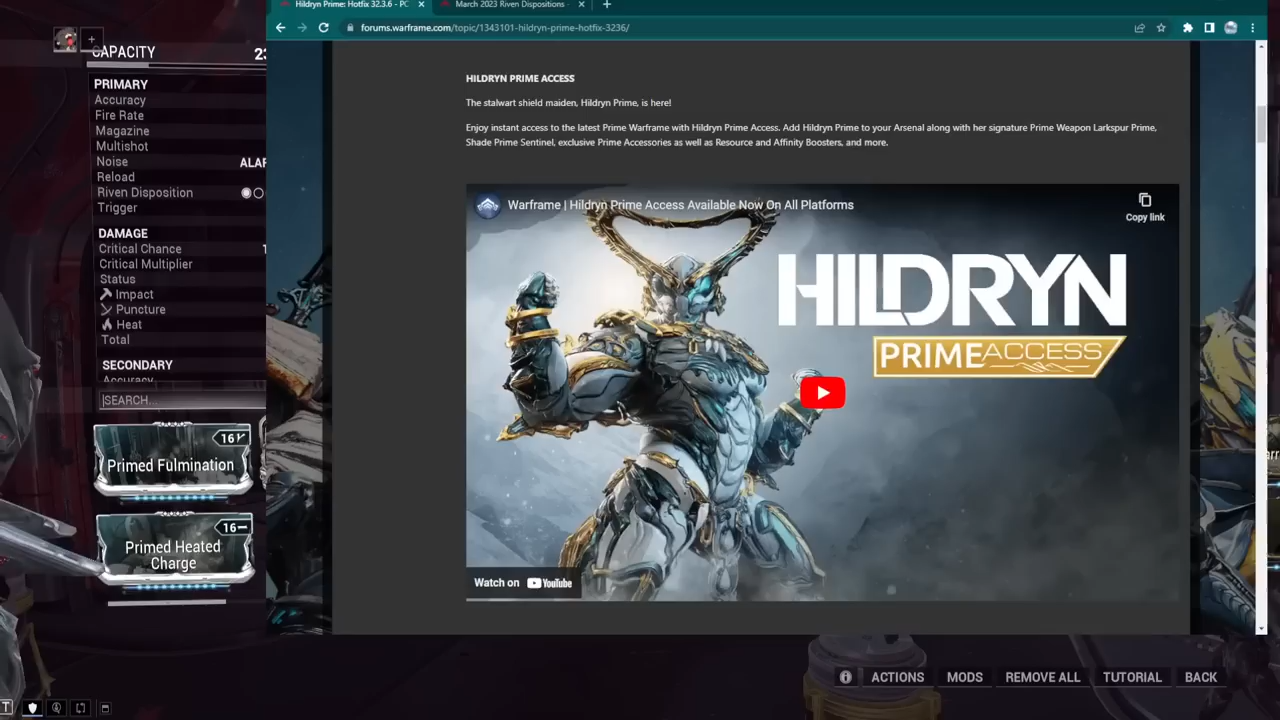 Hildryn Prime: Hotfix 32.3.6 - PC
March 2023 Riven Dispositions -
forums.warframe.com/topic/1343101-hildryn-prime-hotfix-3236/
CAPACITY
PRIMARY
Accuracy
Fire Rate
Magazine
Multishot
Noise
Reload
Riven Disposition
Trigger
DAMAGE
Critical Chance
Critical Multiplier
Status
Impact
Puncture
Heat
Total
SECONDARY
Accuracy
SEARCH...
16
Primed Fulmination
16
Primed Heated
Charge
HILDRYN PRIME ACCESS
The stalwart shield maiden, Hildryn Prime, is here!
Enjoy instant access to the latest Prime Warframe with Hildryn Prime Access. Add Hildryn Prime to your Arsenal along with her signature Prime Weapon Larkspur Prime,
Shade Prime Sentinel, exclusive Prime Accessories as well as Resource and Affinity Boosters, and more.
Warframe | Hildryn Prime Access Available Now On All Platforms
Copy link
HILDRYN
PRIME ACCESS
Watch on YouTube
ACTIONS
MODS
REMOVE ALL
TUTORIAL
BACK